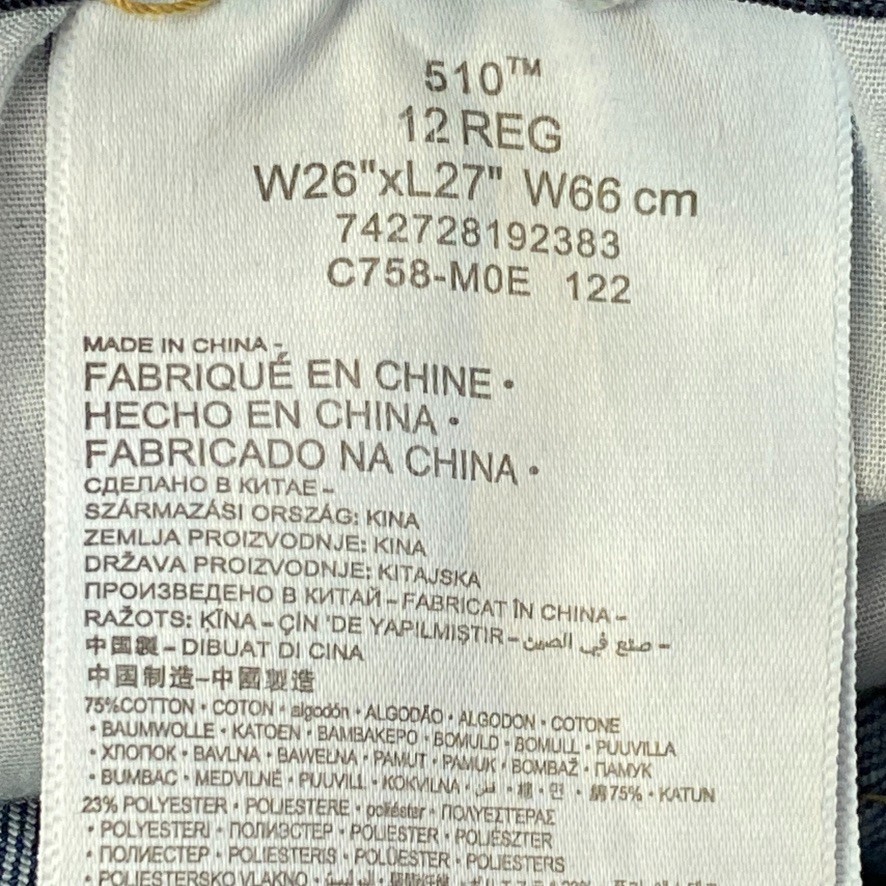 510™
12 REG
W26"xL27" W66 cm
742728192383
C758-M0E 122
MADE IN CHINA -
FABRIQUÉ EN CHINE •
HECHO EN CHINA •
FABRICADO NA CHINA •
СДЕЛАНО В КИТАЕ –
SZÁRMAZÁSI ORSZÁG: KINA
ZEMLJA PROIZVODNJE: KINA
DRŽAVA PROIZVODNJE: KITAJSKA
ПРОИЗВЕДЕНО В КИТАЙ – FABRICAT ÎN CHINA –
RAŽOTS: ĶĪNA – ÇİN 'DE YAPILMIŞTIR – صنع في الصين –
中国製 – DIBUAT DI CINA
中国制造 – 中國製造
75%COTTON • COTON • algodón • ALGODÃO • ALGODON • COTONE
• BAUMWOLLE • KATOEN • ΒΑΜΒΑΚΕΡΟ • BOMULD • BOMULL • PUUVILLA
• ХЛОПОК • BAVLNA • BAWEŁNA • PAMUT • PAMUK • BOMBAŽ • ПАМУК
• BUMBAC • MEDVILNĖ • PUUVILL • KOKVILNA • • 棉 • 면 • 綿 75% • KATUN
23% POLYESTER • POLIESTERE • poliéster • ΠΟΛΥΕΣΤΕΡΑΣ
• POLYESTERI • ПОЛИЭСТЕР • POLIESTER • POLIÉSZTER
• ПОЛИЕСТЕР • POLIESTERIS • POLÜESTER • POLIESTERS
• POLIESTERSKO VLAKNO •